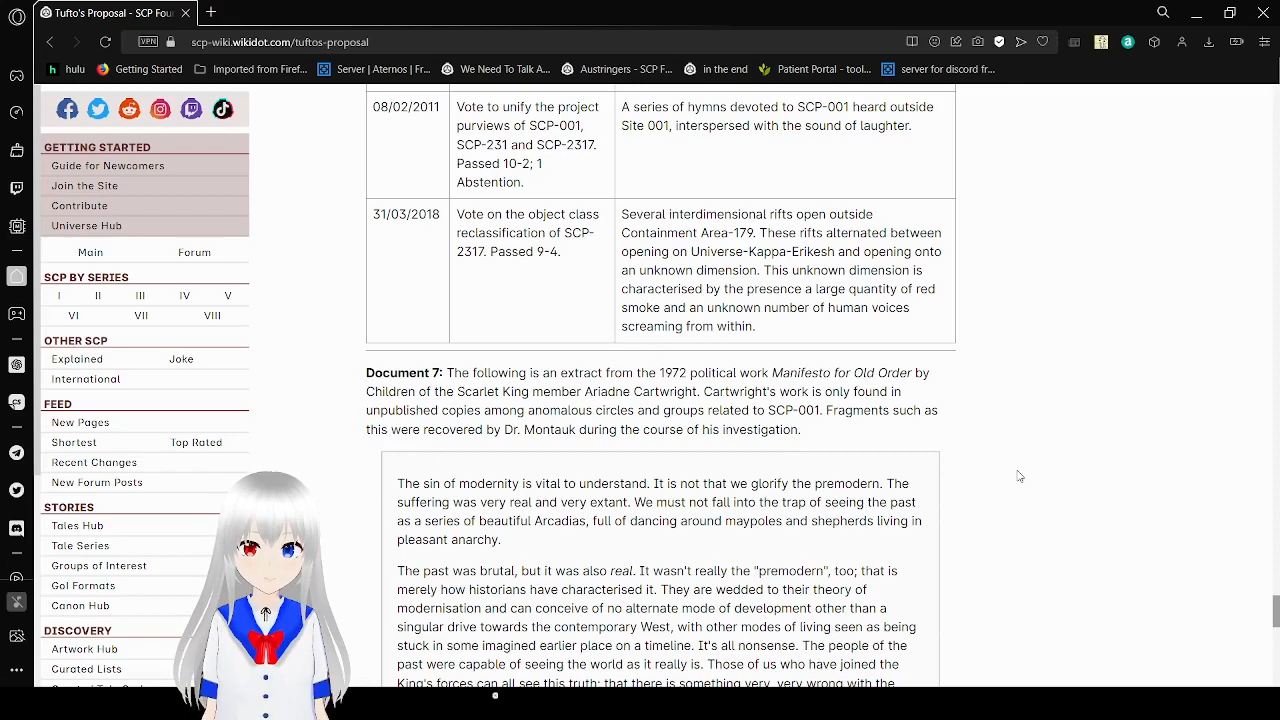 Tufto's Proposal - SCP Four
VPN scp-wiki.wikidot.com/tuftos-proposal
h hulu Getting Started Imported from Firef... Server | Aternos | Fr... We Need To Talk A... Austringers - SCP F... in the end Patient Portal - tool... server for discord fr...
GETTING STARTED
Guide for Newcomers
Join the Site
Contribute
Universe Hub
Main Forum
SCP BY SERIES
I II III IV V
VI VII VIII
OTHER SCP
Explained Joke
International
FEED
New Pages
Shortest Top Rated
Recent Changes
New Forum Posts
STORIES
Tales Hub
Tale Series
Groups of Interest
GoI Formats
Canon Hub
DISCOVERY
Artwork Hub
Curated Lists
08/02/2011
Vote to unify the project
purviews of SCP-001,
SCP-231 and SCP-2317.
Passed 10-2; 1
Abstention.
A series of hymns devoted to SCP-001 heard outside
Site 001, interspersed with the sound of laughter.
31/03/2018
Vote on the object class
reclassification of SCP-
2317. Passed 9-4.
Several interdimensional rifts open outside
Containment Area-179. These rifts alternated between
opening on Universe-Kappa-Erikesh and opening onto
an unknown dimension. This unknown dimension is
characterised by the presence a large quantity of red
smoke and an unknown number of human voices
screaming from within.
Document 7: The following is an extract from the 1972 political work Manifesto for Old Order by
Children of the Scarlet King member Ariadne Cartwright. Cartwright's work is only found in
unpublished copies among anomalous circles and groups related to SCP-001. Fragments such as
this were recovered by Dr. Montauk during the course of his investigation.
The sin of modernity is vital to understand. It is not that we glorify the premodern. The
suffering was very real and very extant. We must not fall into the trap of seeing the past
as a series of beautiful Arcadias, full of dancing around maypoles and shepherds living in
pleasant anarchy.
The past was brutal, but it was also real. It wasn't really the "premodern", too; that is
merely how historians have characterised it. They are wedded to their theory of
modernisation and can conceive of no alternate mode of development other than a
singular drive towards the contemporary West, with other modes of living seen as being
stuck in some imagined earlier place on a timeline. It's all nonsense. The people of the
past were capable of seeing the world as it really is. Those of us who have joined the
King's forces can all see this truth; that there is something very, very wrong with the